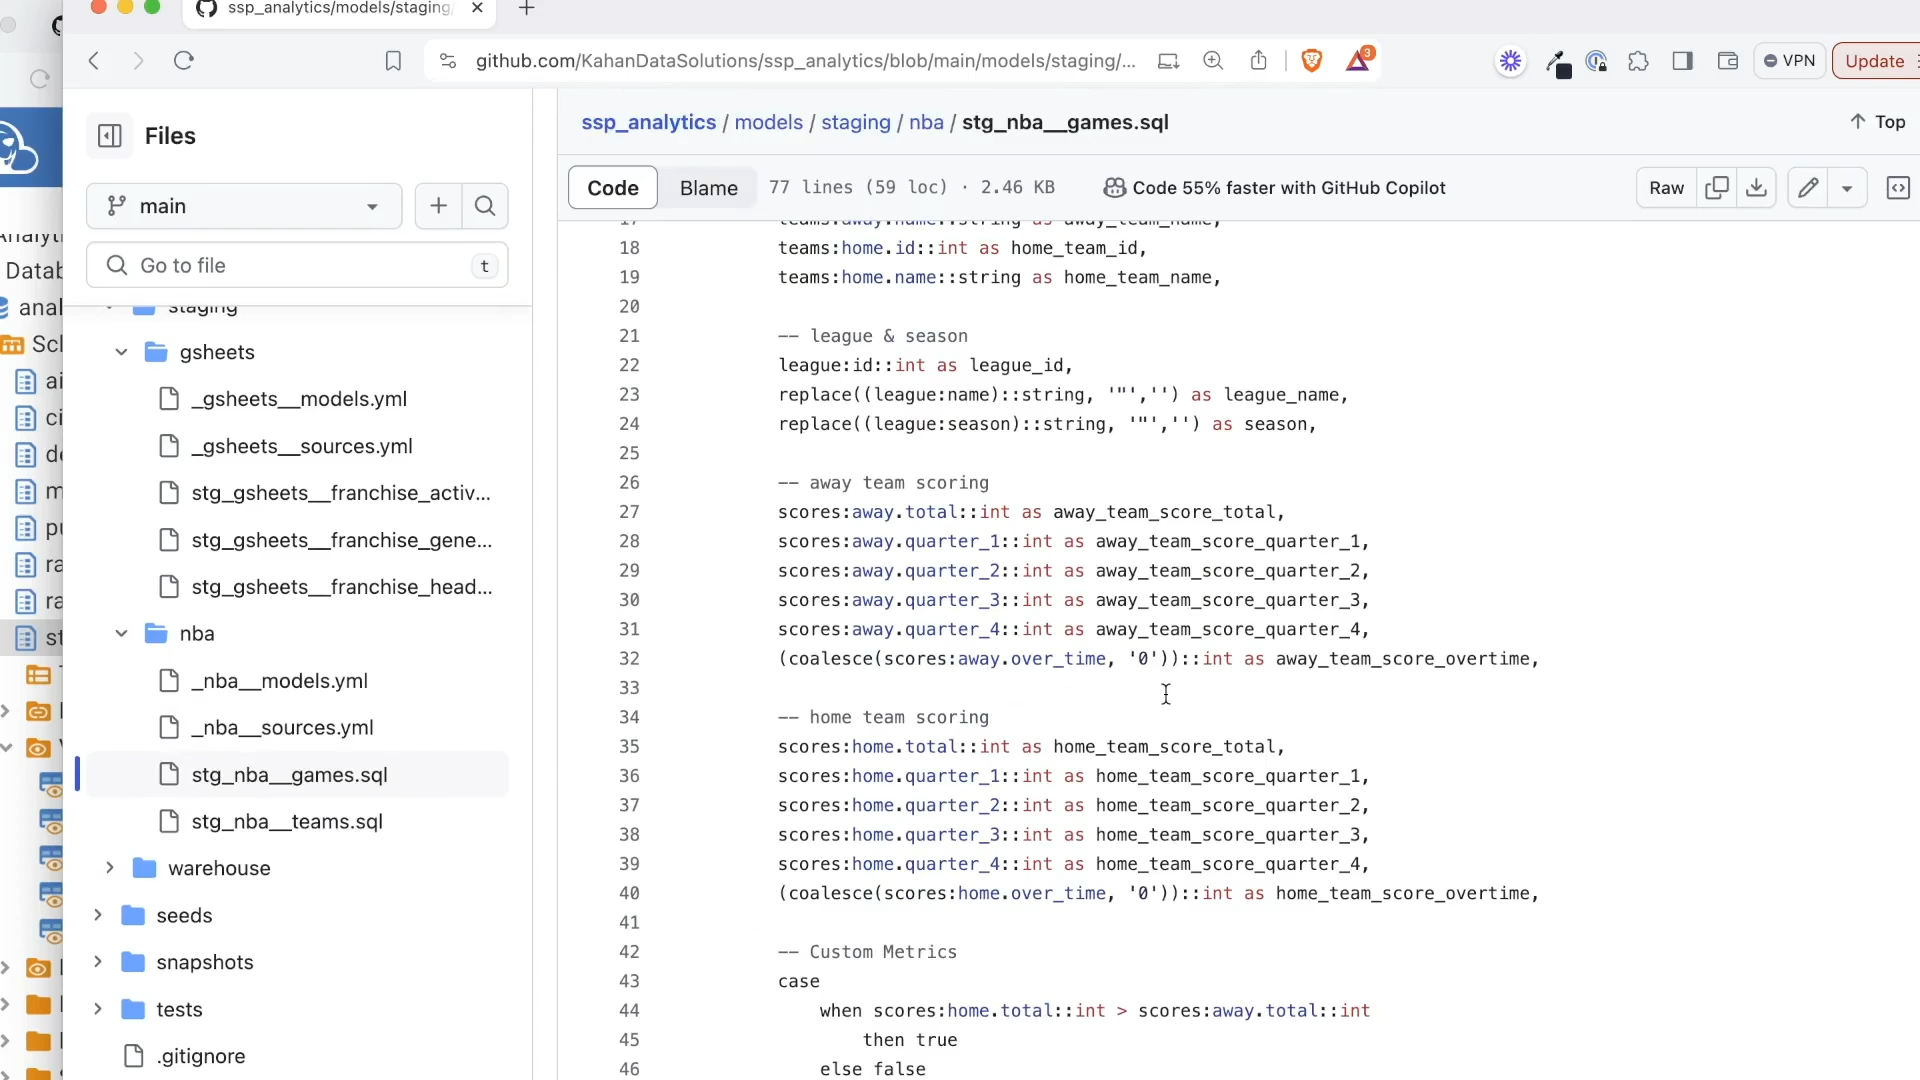 ssp_analytics/models/staging/
github.com/KahanDataSolutions/ssp_analytics/blob/main/models/staging/...
3
VPN
Update
Files
main
Go to file
t
staging
gsheets
_gsheets__models.yml
_gsheets__sources.yml
stg_gsheets__franchise_activ...
stg_gsheets__franchise_gene...
stg_gsheets__franchise_head...
nba
_nba__models.yml
_nba__sources.yml
stg_nba__games.sql
stg_nba__teams.sql
warehouse
seeds
snapshots
tests
.gitignore
ssp_analytics / models / staging / nba / stg_nba__games.sql
Top
Code
Blame
77 lines (59 loc) · 2.46 KB
Code 55% faster with GitHub Copilot
Raw
17 teams:away.name::string as away_team_name,
18 teams:home.id::int as home_team_id,
19 teams:home.name::string as home_team_name,
20
21 -- league & season
22 league:id::int as league_id,
23 replace((league:name)::string, '"','') as league_name,
24 replace((league:season)::string, '"','') as season,
25
26 -- away team scoring
27 scores:away.total::int as away_team_score_total,
28 scores:away.quarter_1::int as away_team_score_quarter_1,
29 scores:away.quarter_2::int as away_team_score_quarter_2,
30 scores:away.quarter_3::int as away_team_score_quarter_3,
31 scores:away.quarter_4::int as away_team_score_quarter_4,
32 (coalesce(scores:away.over_time, '0'))::int as away_team_score_overtime,
33
34 -- home team scoring
35 scores:home.total::int as home_team_score_total,
36 scores:home.quarter_1::int as home_team_score_quarter_1,
37 scores:home.quarter_2::int as home_team_score_quarter_2,
38 scores:home.quarter_3::int as home_team_score_quarter_3,
39 scores:home.quarter_4::int as home_team_score_quarter_4,
40 (coalesce(scores:home.over_time, '0'))::int as home_team_score_overtime,
41
42 -- Custom Metrics
43 case
44 when scores:home.total::int > scores:away.total::int
45 then true
46 else false